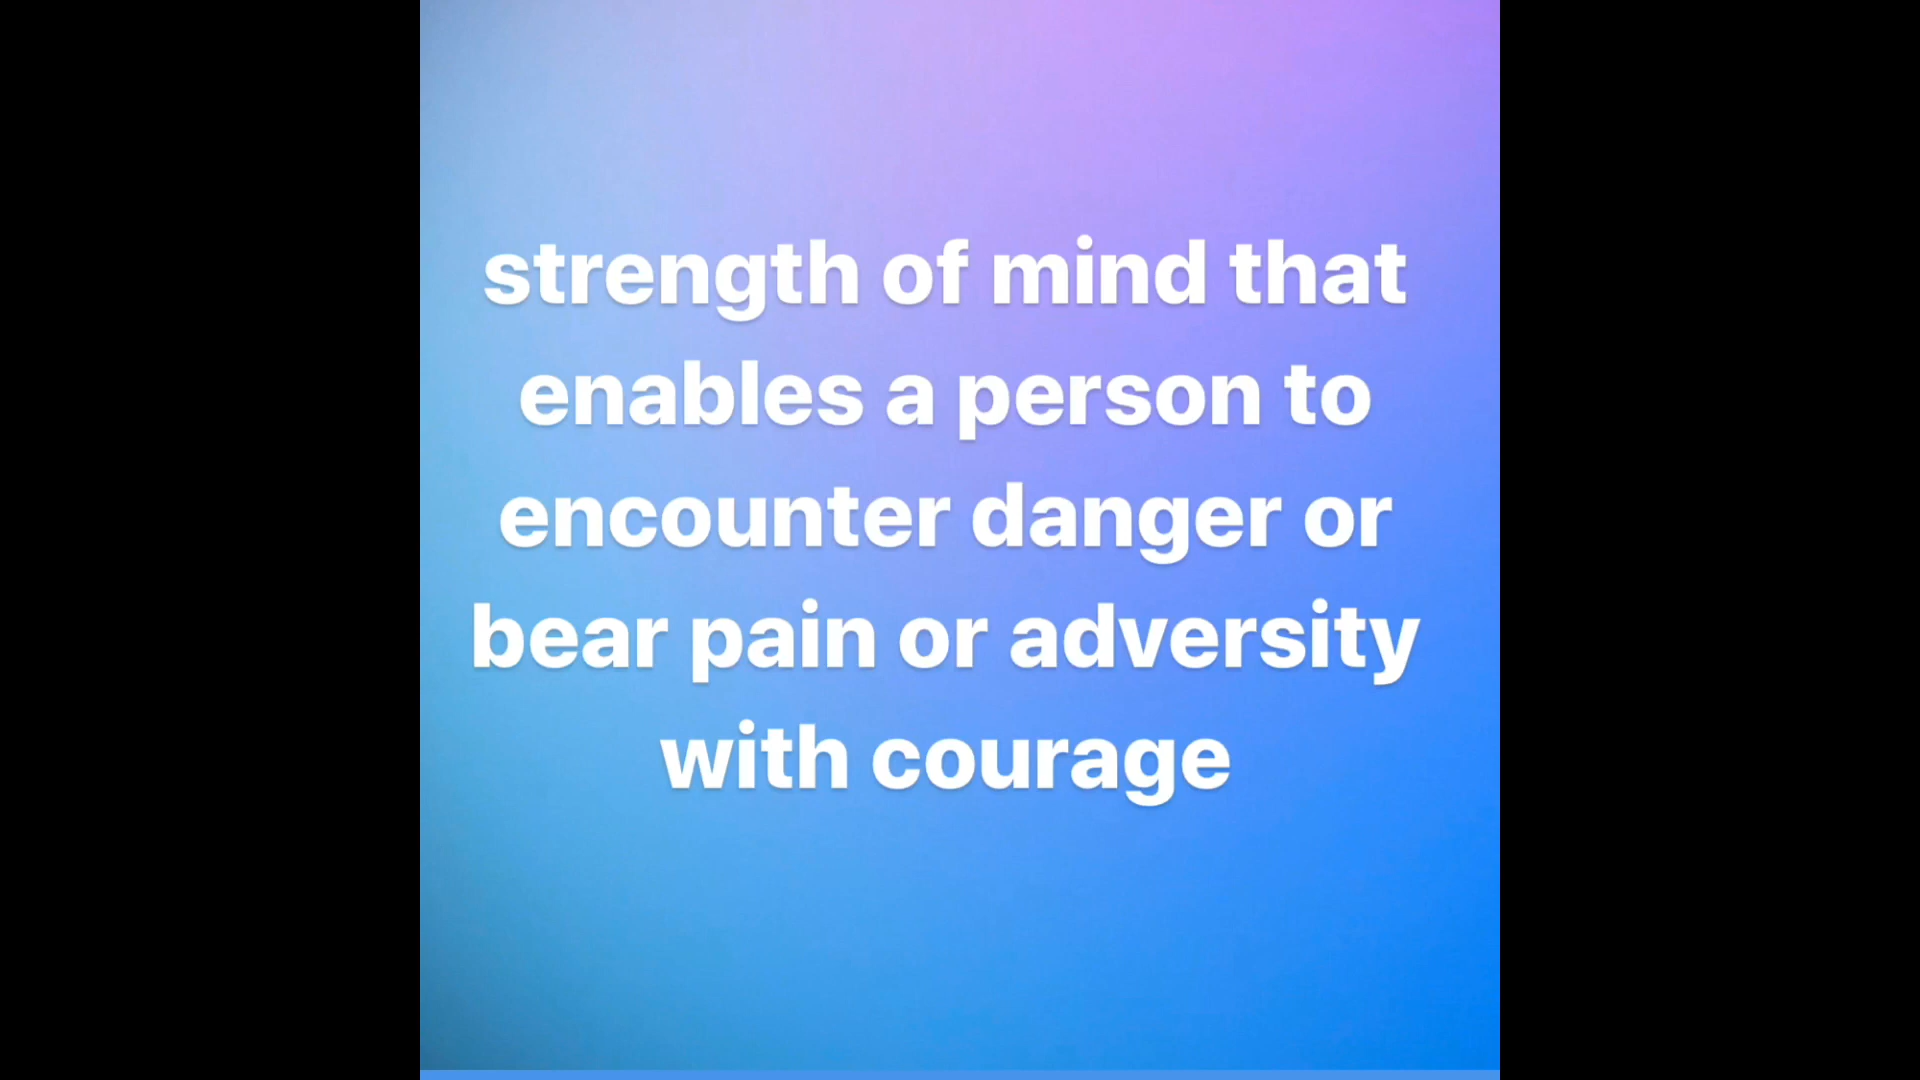 strength of mind that
enables a person to
encounter danger or
bear pain or adversity
with courage